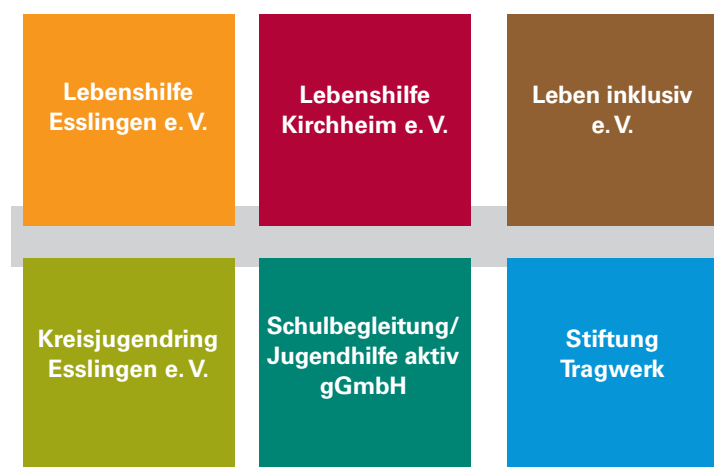 Lebenshilfe
Esslingen e. V.
Lebenshilfe
Kirchheim e. V.
Leben inklusiv
e. V.
Kreisjugendring
Esslingen e. V.
Schulbegleitung/
Jugendhilfe aktiv
gGmbH
Stiftung
Tragwerk